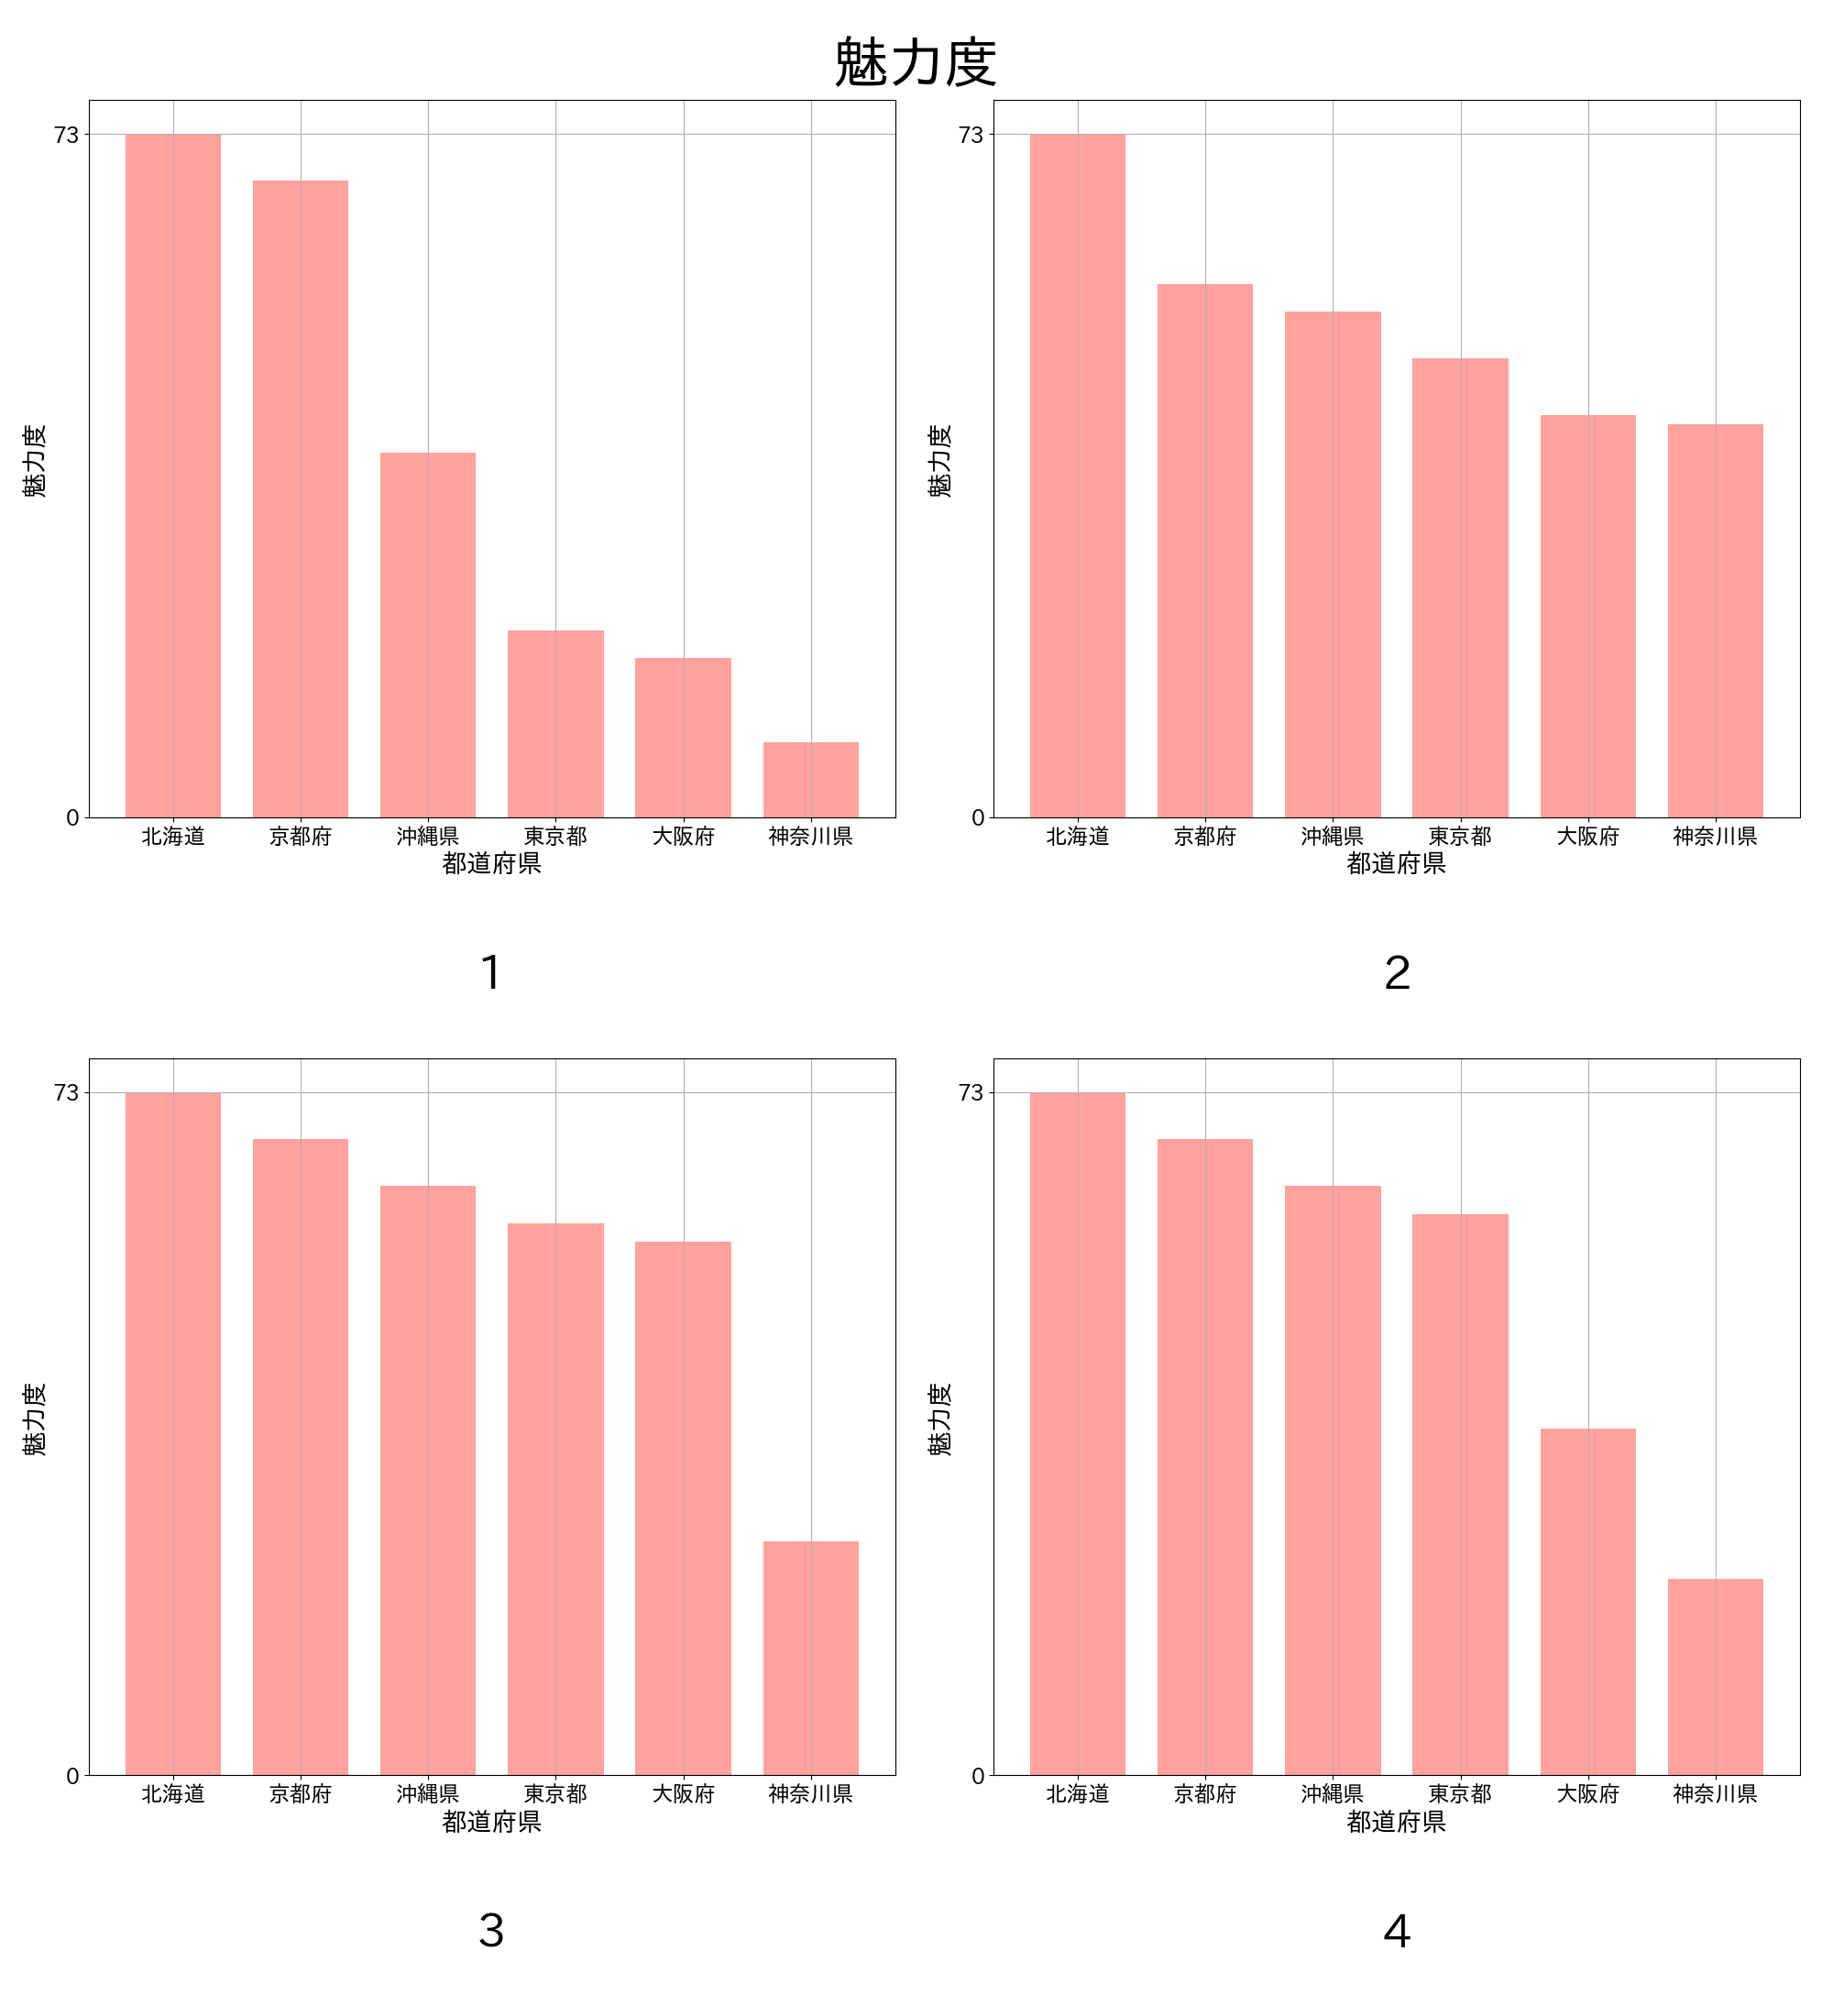 魅力度
73
魅力度
0
北海道 京都府 沖縄県 東京都 大阪府 神奈川県
都道府県
1
73
魅力度
0
北海道 京都府 沖縄県 東京都 大阪府 神奈川県
都道府県
2
73
魅力度
0
北海道 京都府 沖縄県 東京都 大阪府 神奈川県
都道府県
3
73
魅力度
0
北海道 京都府 沖縄県 東京都 大阪府 神奈川県
都道府県
4